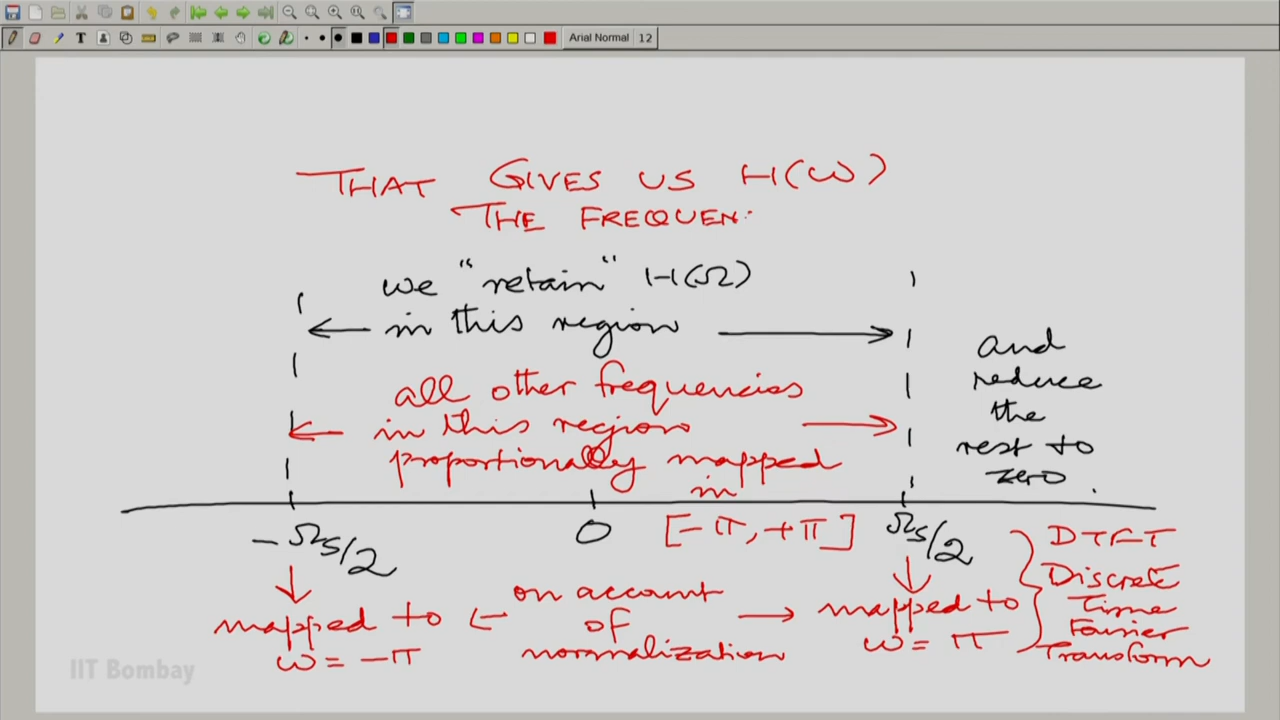 Arial Normal 12
THAT GIVES US H(ω)
THE FREQUEN
we "retain" H(Ω)
in this region
and
reduce
the
rest to
zero.
all other frequencies
in this region
proportionally mapped
in
[-π, +π]
-Ωs/2
0
Ωs/2
mapped to
ω = -π
on account
of
normalization
mapped to
ω = π
DTFT
Discrete
Time
Fourier
Transform
IIT Bombay